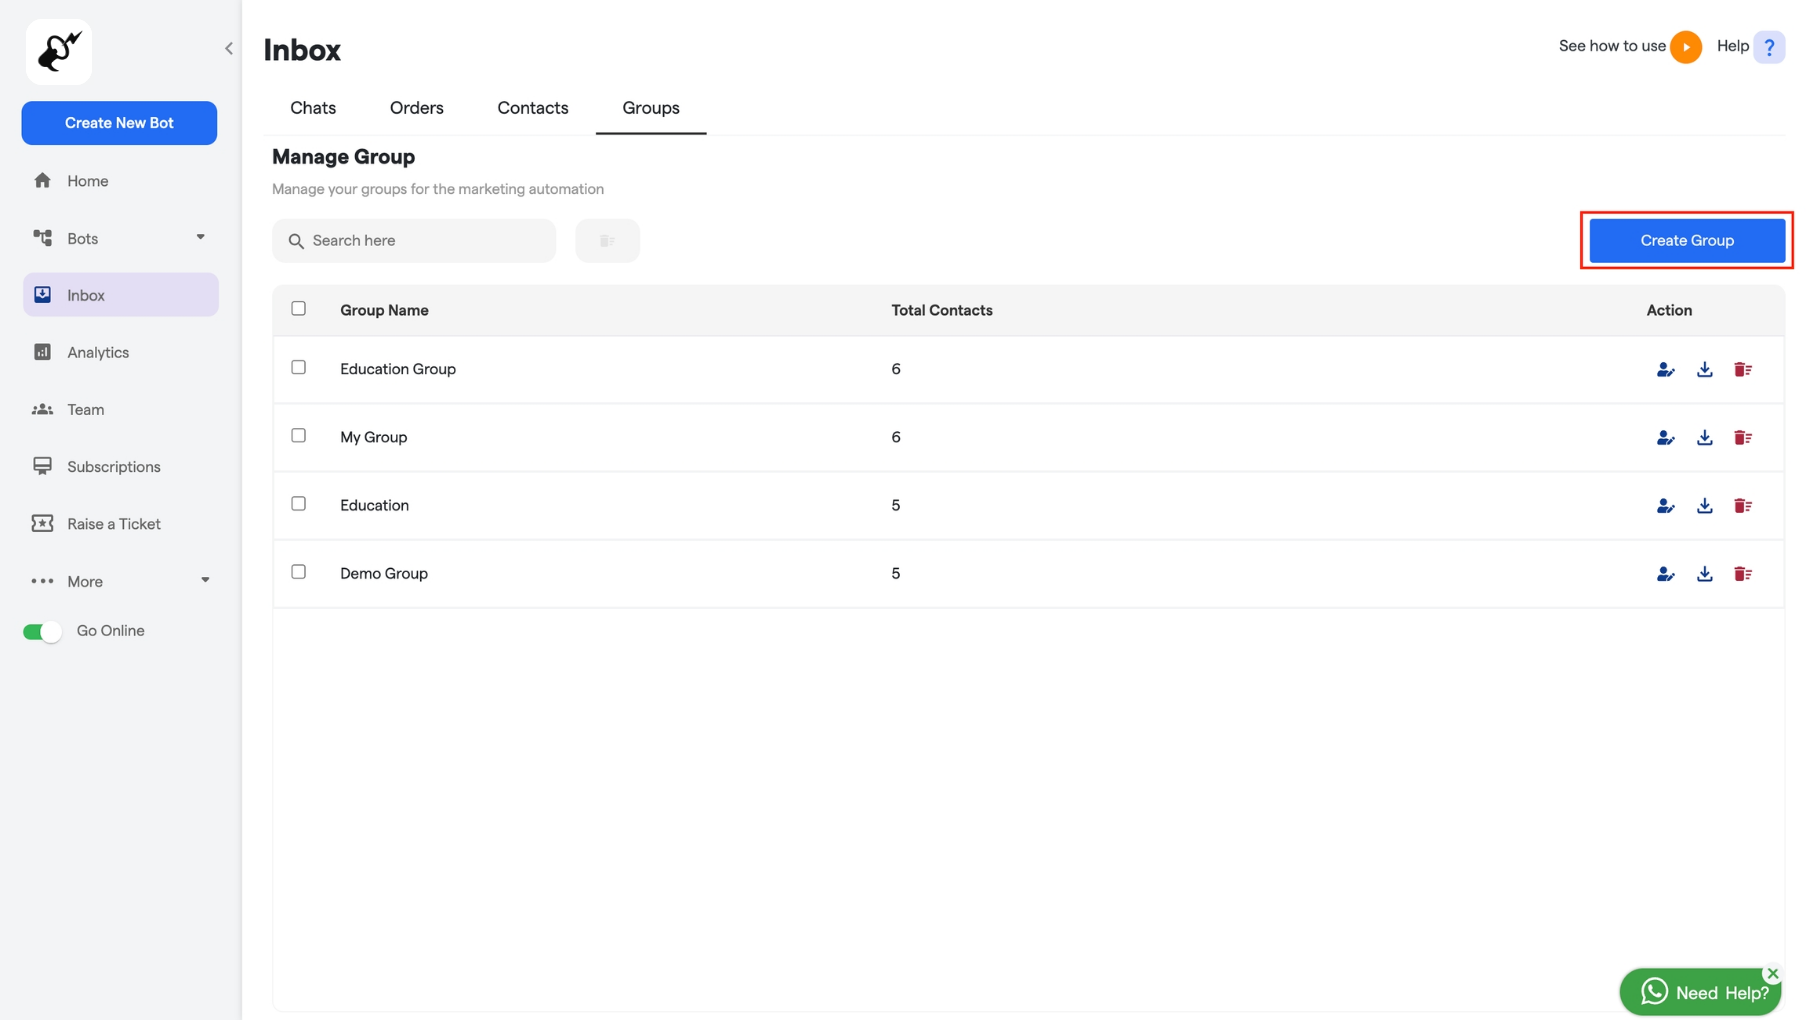 Create New Bot
Home
Bots
Inbox
Analytics
Team
Subscriptions
Raise a Ticket
More
Go Online
Inbox
See how to use
Help ?
Chats Orders Contacts Groups
Manage Group
Manage your groups for the marketing automation
Search here
Create Group
Group Name Total Contacts Action
Education Group 6
My Group 6
Education 5
Demo Group 5
Need Help?